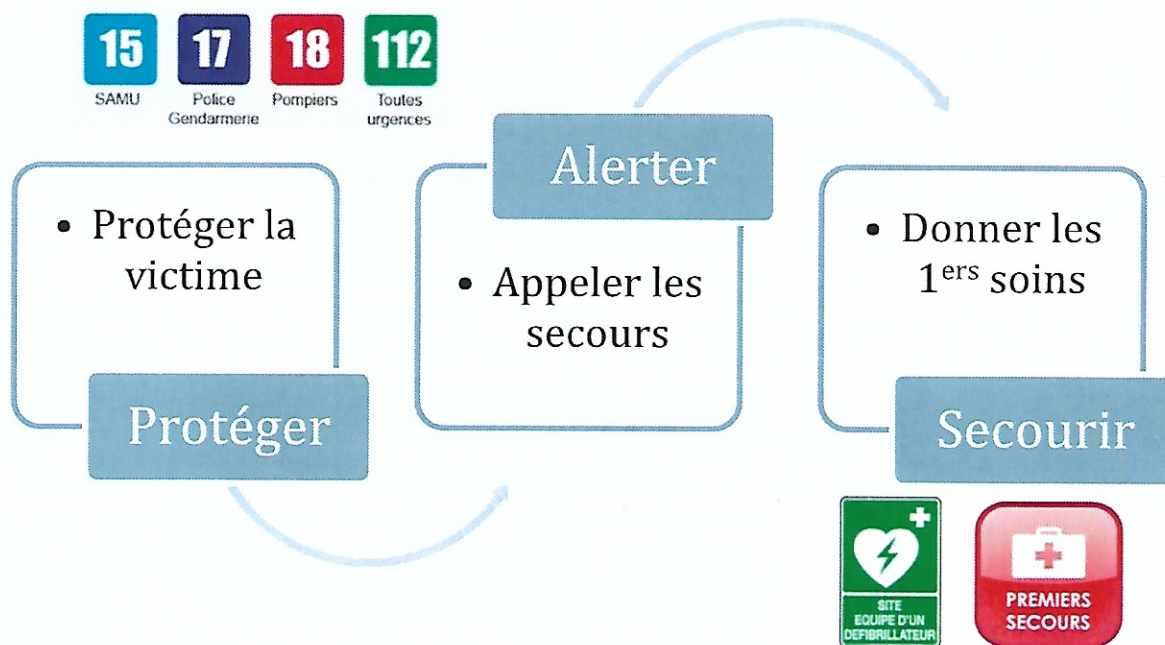 15
SAMU
17
Police
Gendarmerie
18
Pompiers
112
Toutes
urgences
• Protéger la
victime
Protéger
Alerter
• Appeler les
secours
• Donner les
1ers soins
Secourir
SITE
EQUIPE D'UN
DEFIBRILLATEUR
PREMIERS
SECOURS